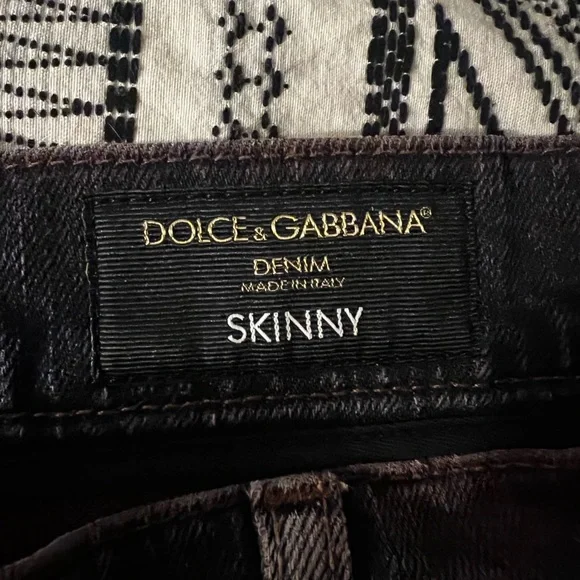 DOLCE & GABBANA®
DENIM
MADE IN ITALY
SKINNY